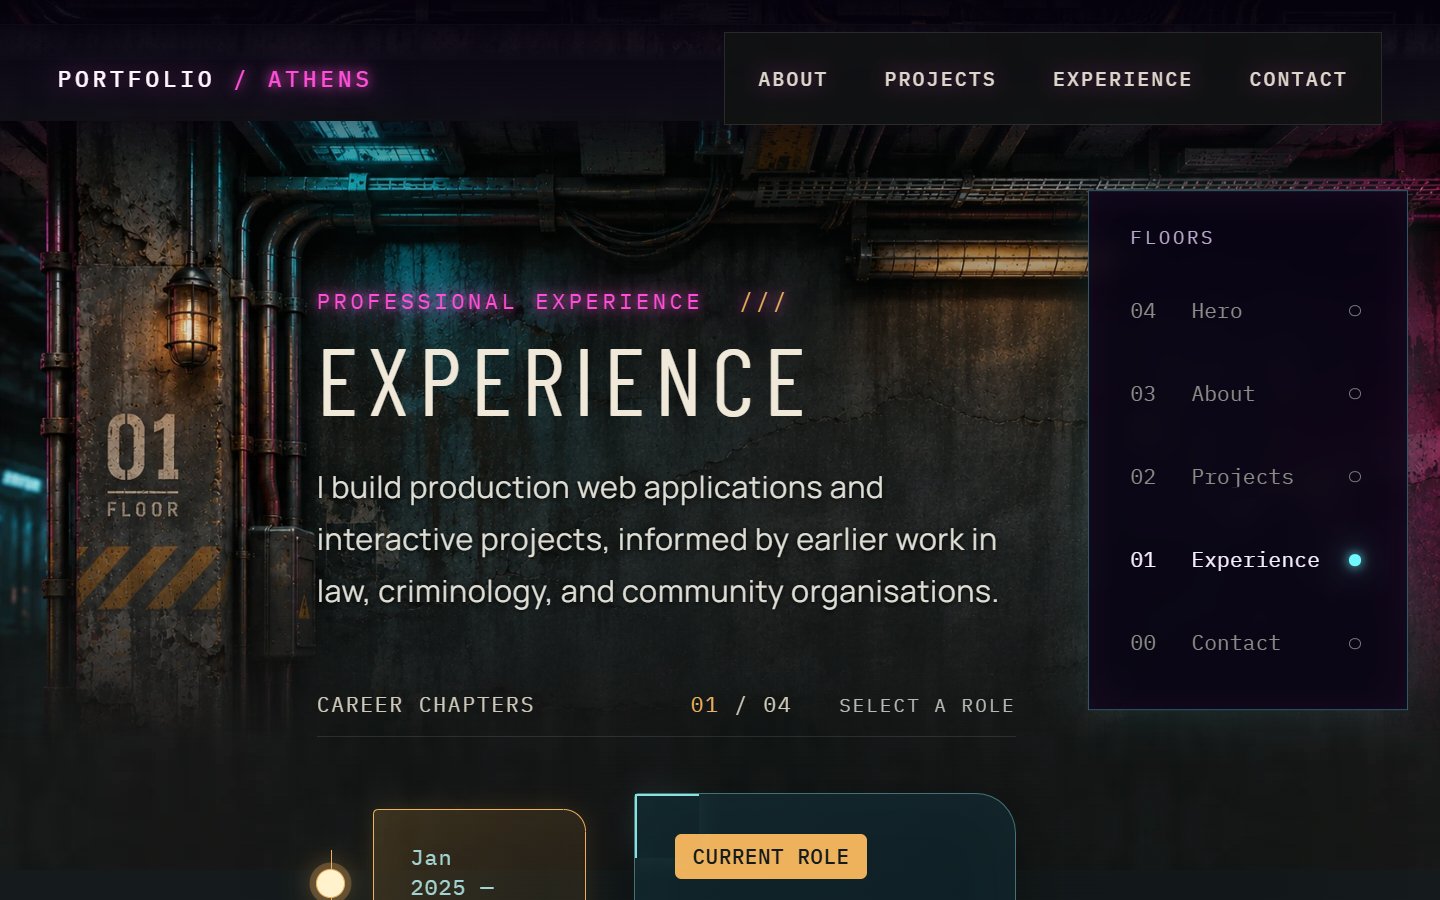 PORTFOLIO / ATHENS
ABOUT PROJECTS EXPERIENCE CONTACT
FLOORS
04 Hero
03 About
02 Projects
01 Experience
00 Contact
01
FLOOR
PROFESSIONAL EXPERIENCE ///
EXPERIENCE
I build production web applications and
interactive projects, informed by earlier work in
law, criminology, and community organisations.
CAREER CHAPTERS 01 / 04 SELECT A ROLE
Jan
2025 —
CURRENT ROLE